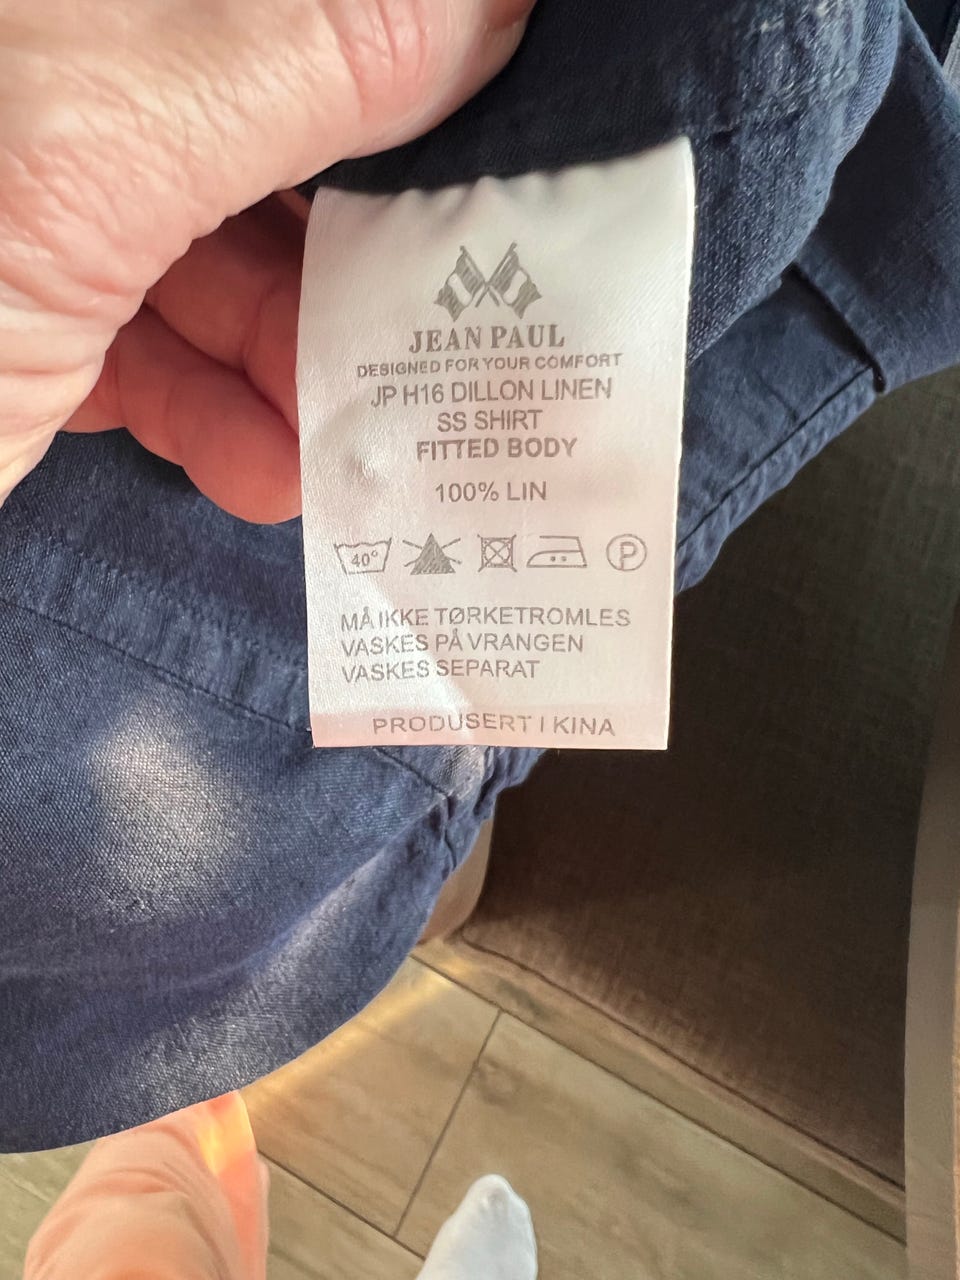 JEAN PAUL
DESIGNED FOR YOUR COMFORT
JP H16 DILLON LINEN
SS SHIRT
FITTED BODY
100% LIN
40° P
MÅ IKKE TØRKETROMLES
VASKES PÅ VRANGEN
VASKES SEPARAT
PRODUSERT I KINA